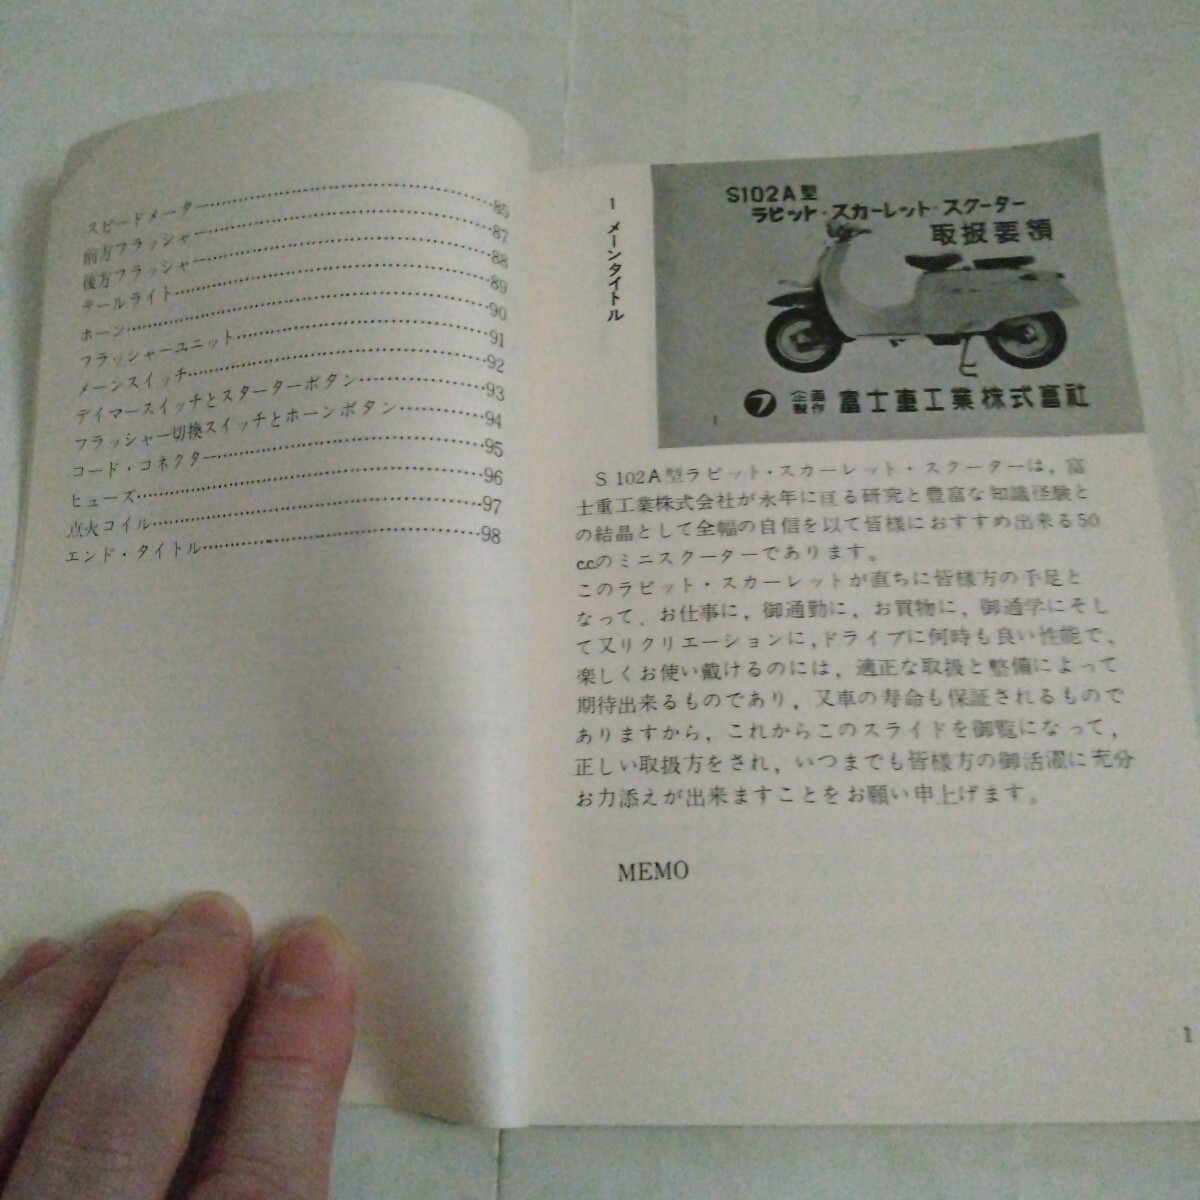 スピードメーター……………………85
前方フラッシャー……………………87
後方フラッシャー……………………88
テールライト……………………89
ホーン……………………90
フラッシャーユニット……………………91
メーンスイッチ……………………92
デイマースイッチとスターターボタン……………93
フラッシャー切換スイッチとホーンボタン…………94
コード・コネクター……………………95
ヒューズ……………………96
点火コイル……………………97
エンド・タイトル……………………98
1 メーンタイトル
S102A型
ラビット・スカーレット・スクーター
取扱要領
企画
製作
富士重工業株式會社
S 102A型ラビット・スカーレット・スクーターは，富
士重工業株式会社が永年に亘る研究と豊富な知識経験と
の結晶として全幅の自信を以て皆様におすすめ出来る50
ccのミニスクーターであります。
このラビット・スカーレットが直ちに皆様方の手足と
なって，お仕事に，御通勤に，お買物に，御通学にそし
て又リクリエーションに，ドライブに何時も良い性能で，
楽しくお使い戴けるのには，適正な取扱と整備によって
期待出来るものであり，又車の寿命も保証されるもので
ありますから，これからこのスライドを御覧になって，
正しい取扱方をされ，いつまでも皆様方の御活躍に充分
お力添えが出来ますことをお願い申上げます。
MEMO
1